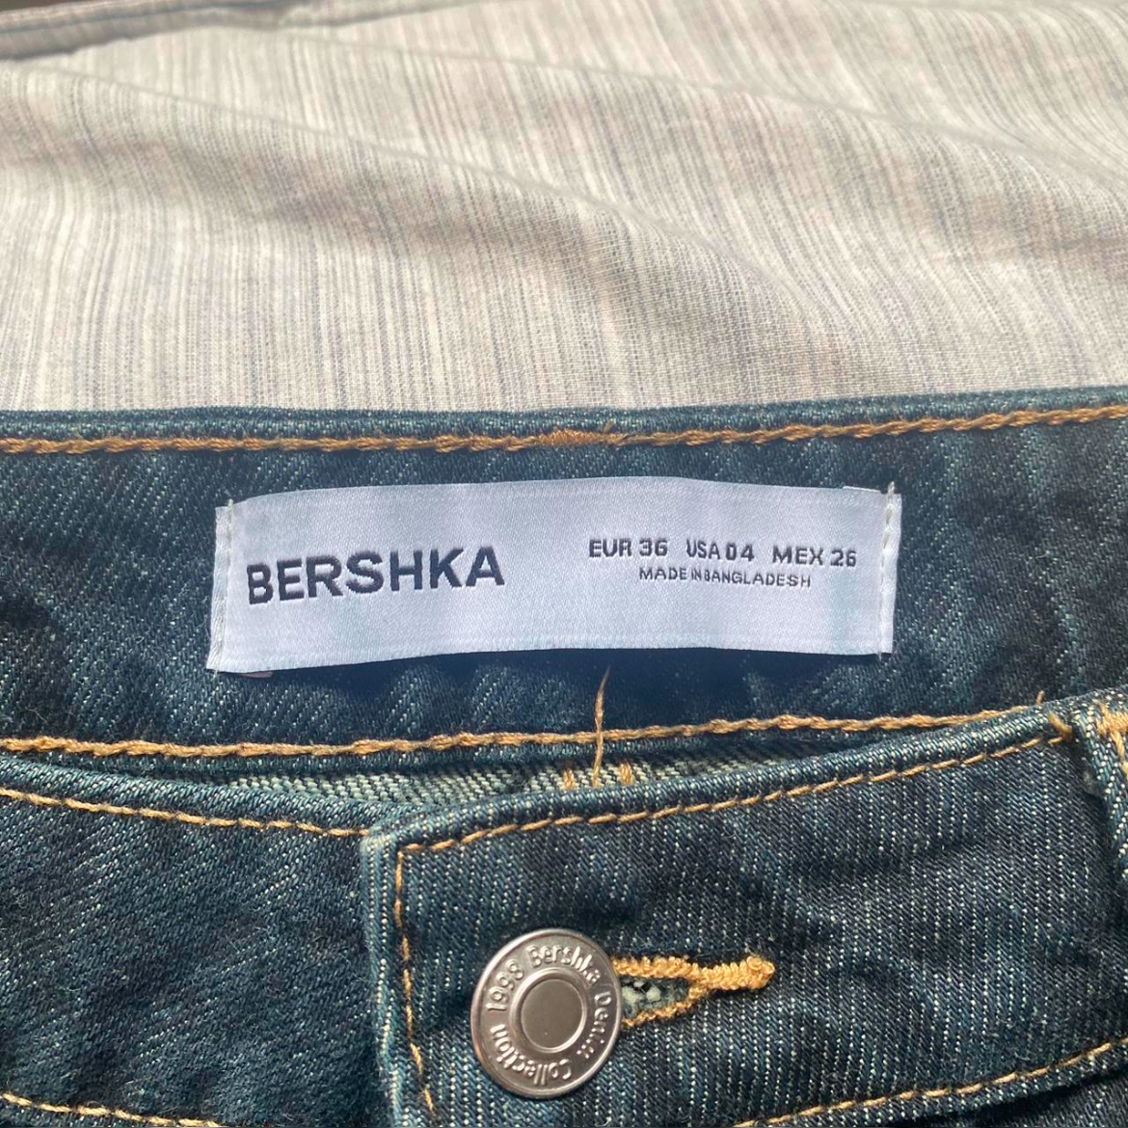 BERSHKA
EUR 36 USA 04 MEX 26
MADE IN BANGLADESH
1998 Bershka Denim Collection